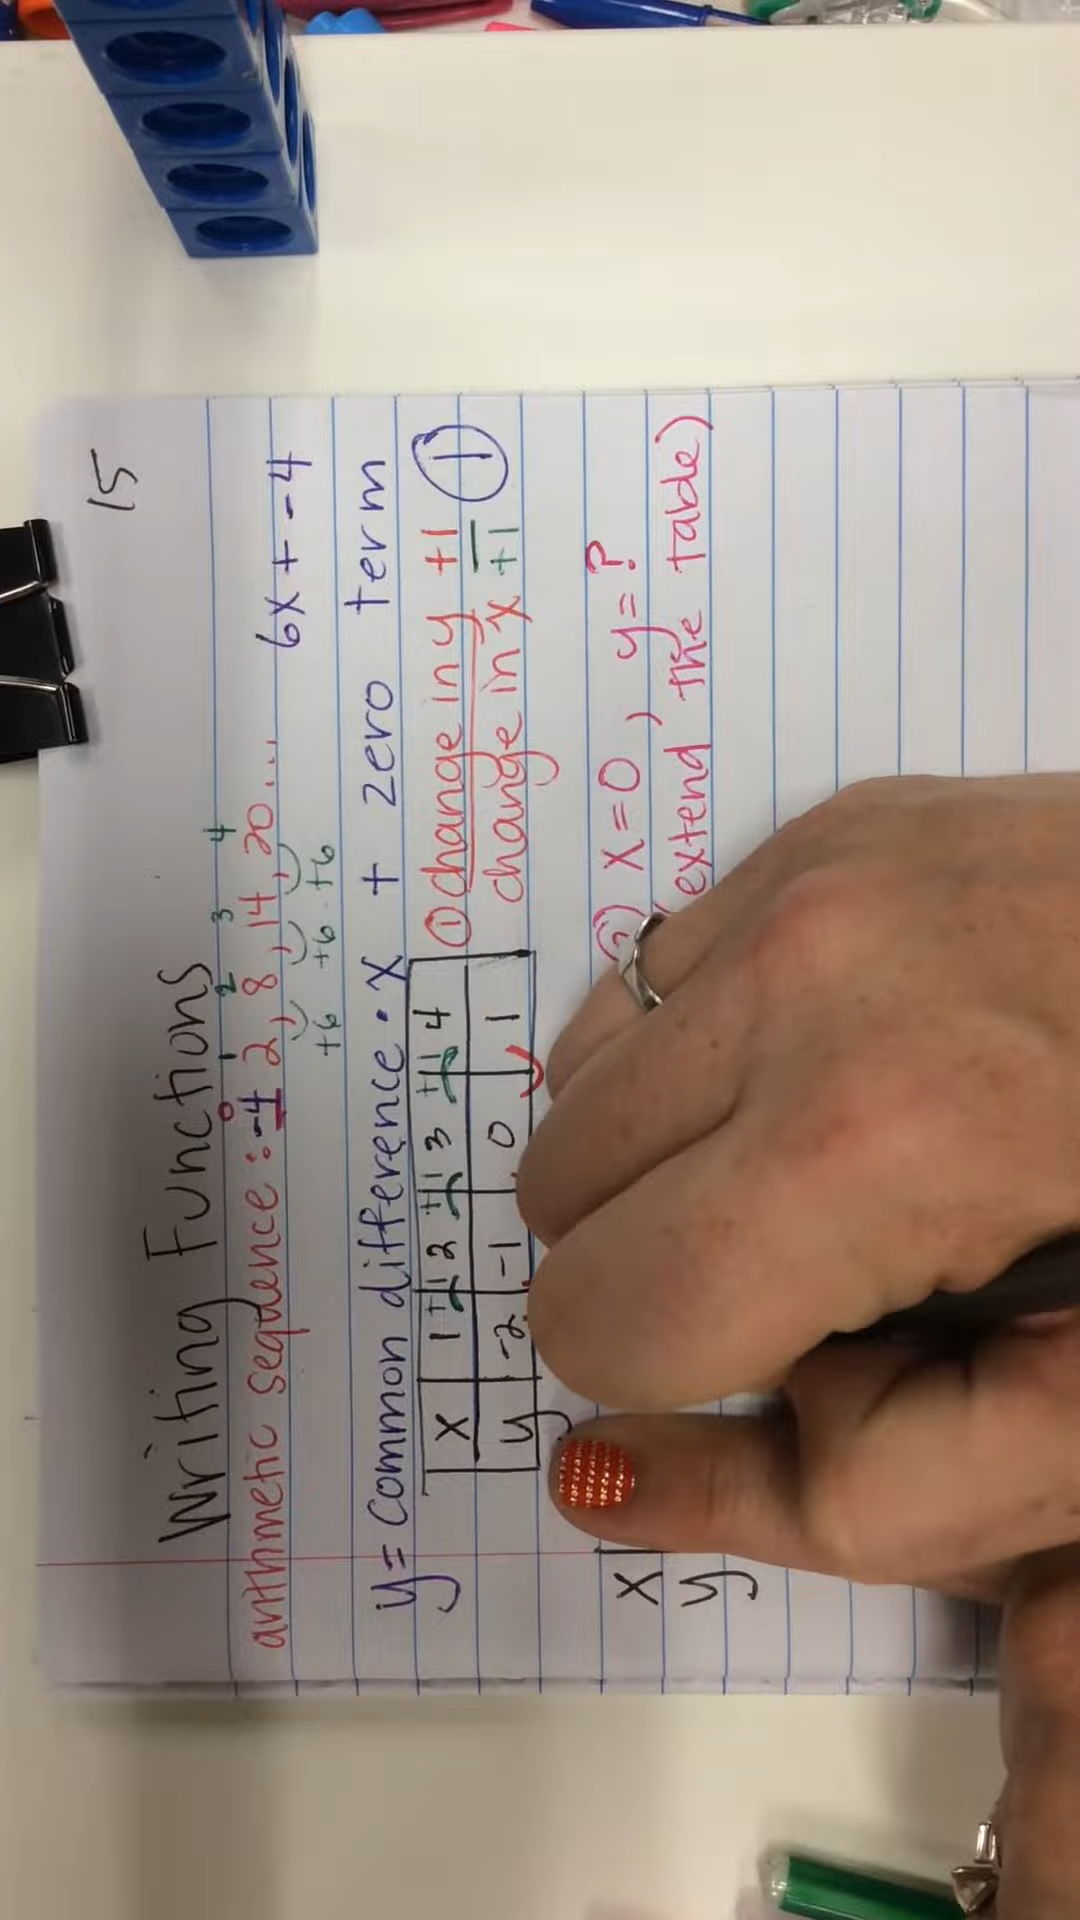 15
Writing Functions
0 1 2 3 4
arithmetic sequence: -4 2, 8, 14, 20... 6x + -4
+6 +6 +6
y = common difference · x + zero term
+1 +1 +1
x 1 2 3 4
y -2 -1 0 1
① change in y +1 ①
change in x +1
x=0, y=?
(extend the table)
x
y